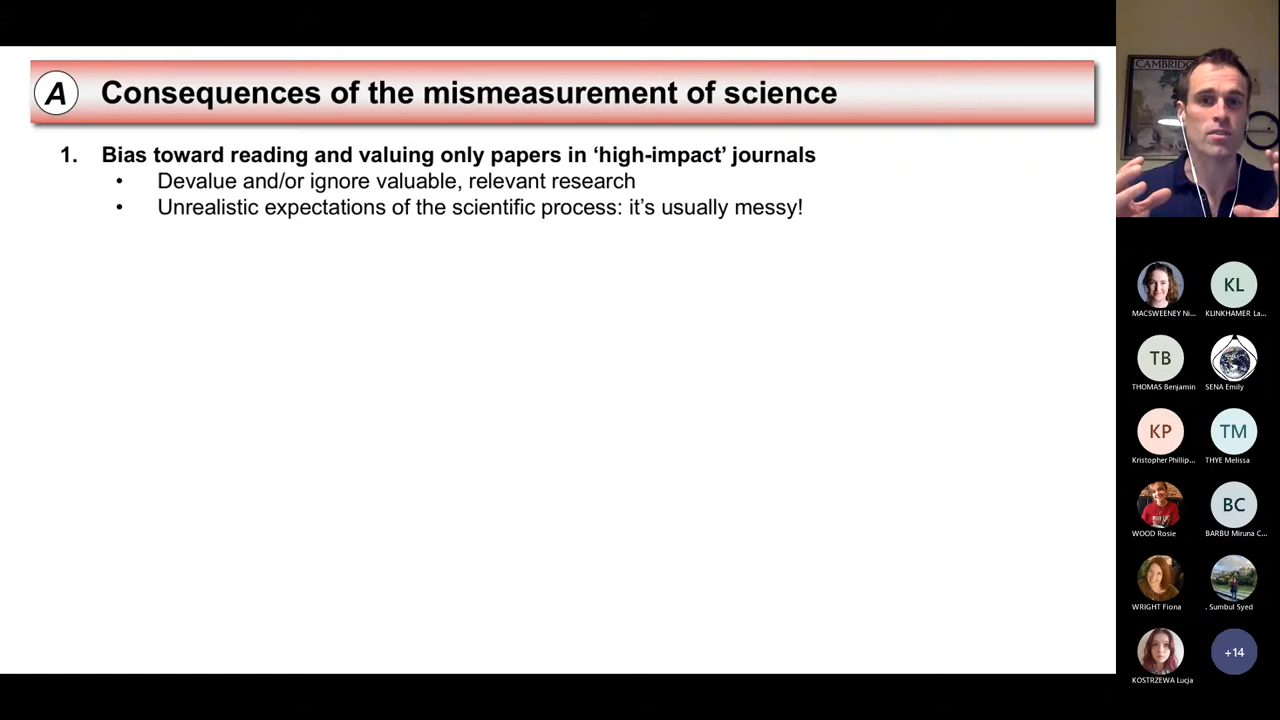 A
Consequences of the mismeasurement of science
1. Bias toward reading and valuing only papers in ‘high-impact’ journals
• Devalue and/or ignore valuable, relevant research
• Unrealistic expectations of the scientific process: it’s usually messy!
CAMBRIDGE
MACSWEENEY Ni...
KL
KLINKHAMER La...
TB
THOMAS Benjamin
SENA Emily
KP
Kristopher Phillip...
TM
THYE Melissa
WOOD Rosie
BC
BARBU Miruna C...
WRIGHT Fiona
. Sumbul Syed
KOSTRZEWA Lucja
+14